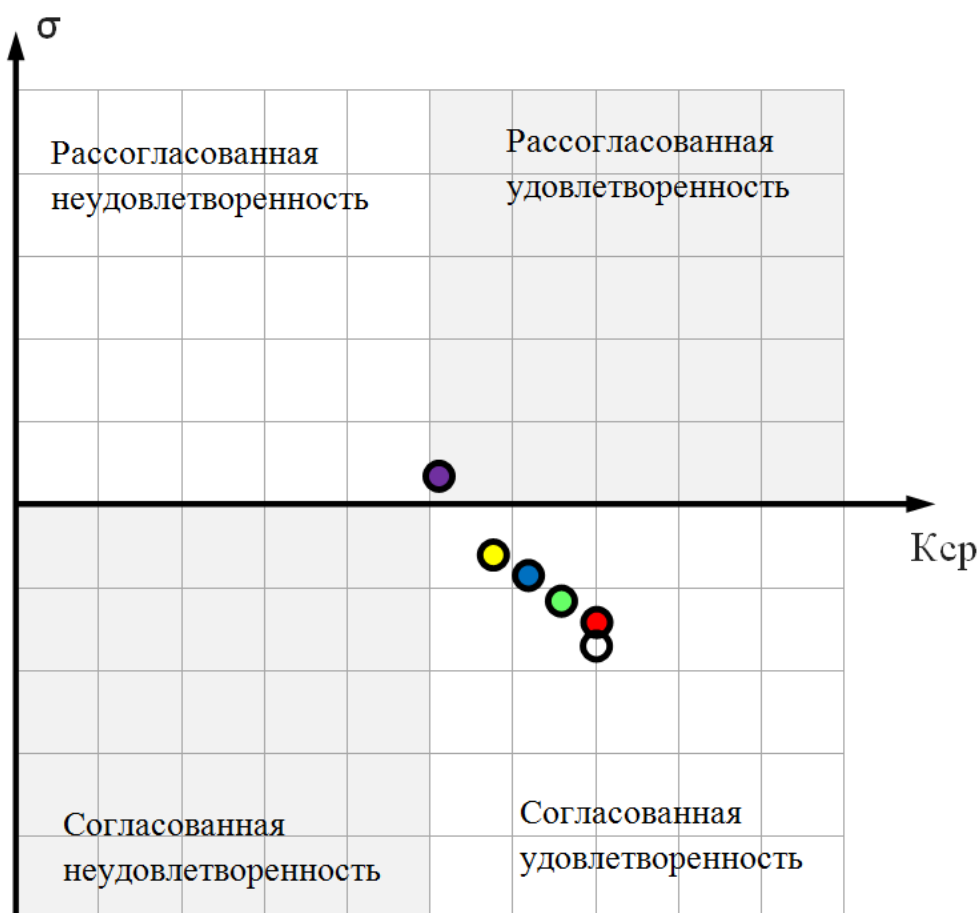 σ
Рассогласованная
неудовлетворенность
Рассогласованная
удовлетворенность
Кср
Согласованная
неудовлетворенность
Согласованная
удовлетворенность